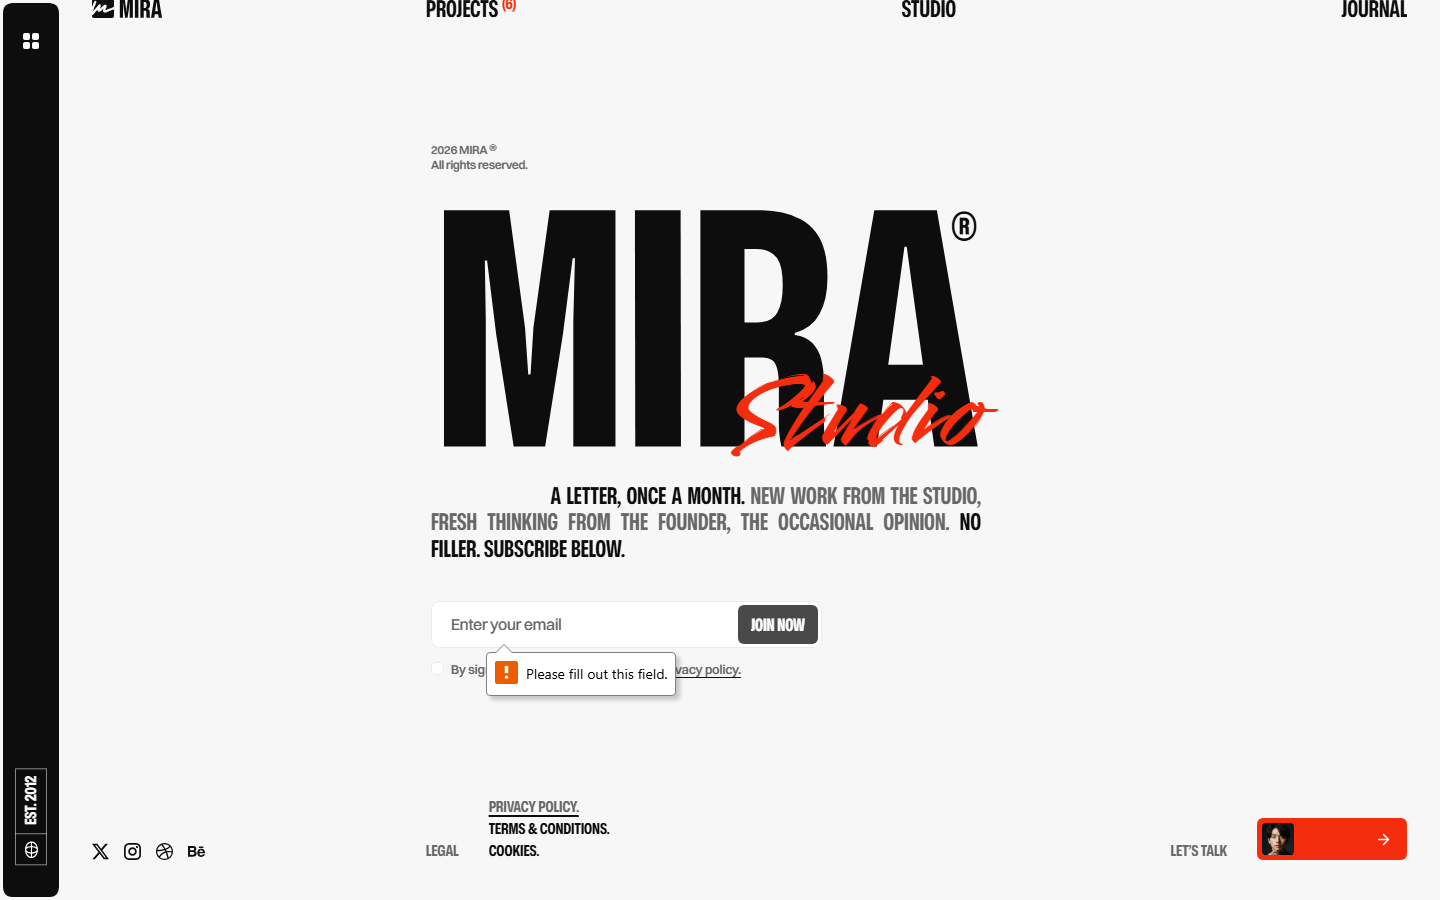 MIRA
PROJECTS (6)
STUDIO
JOURNAL
2026 MIRA ®
All rights reserved.
MIRA®
Studio
A LETTER, ONCE A MONTH. NEW WORK FROM THE STUDIO,
FRESH THINKING FROM THE FOUNDER, THE OCCASIONAL OPINION. NO
FILLER. SUBSCRIBE BELOW.
Enter your email
JOIN NOW
Please fill out this field.
By
policy.
EST. 2012
PRIVACY POLICY.
TERMS & CONDITIONS.
LEGAL
COOKIES.
Bē
LET'S TALK